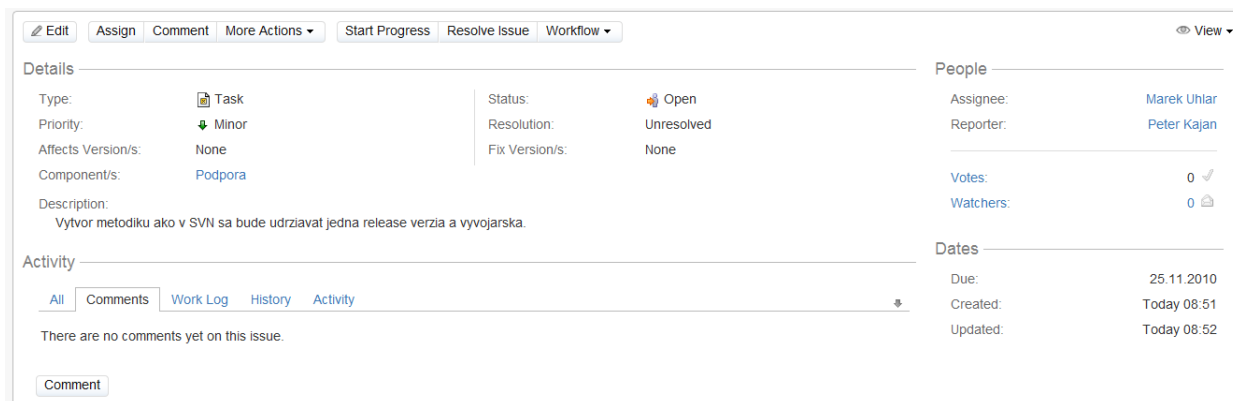 Edit Assign Comment More Actions Start Progress Resolve Issue Workflow View
Details
Type: Task
Priority: Minor
Affects Version/s: None
Component/s: Podpora
Status: Open
Resolution: Unresolved
Fix Version/s: None
Description:
Vytvor metodiku ako v SVN sa bude udrziavat jedna release verzia a vyvojarska.
Activity
All Comments Work Log History Activity
There are no comments yet on this issue.
Comment
People
Assignee: Marek Uhlar
Reporter: Peter Kajan
Votes: 0
Watchers: 0
Dates
Due: 25.11.2010
Created: Today 08:51
Updated: Today 08:52